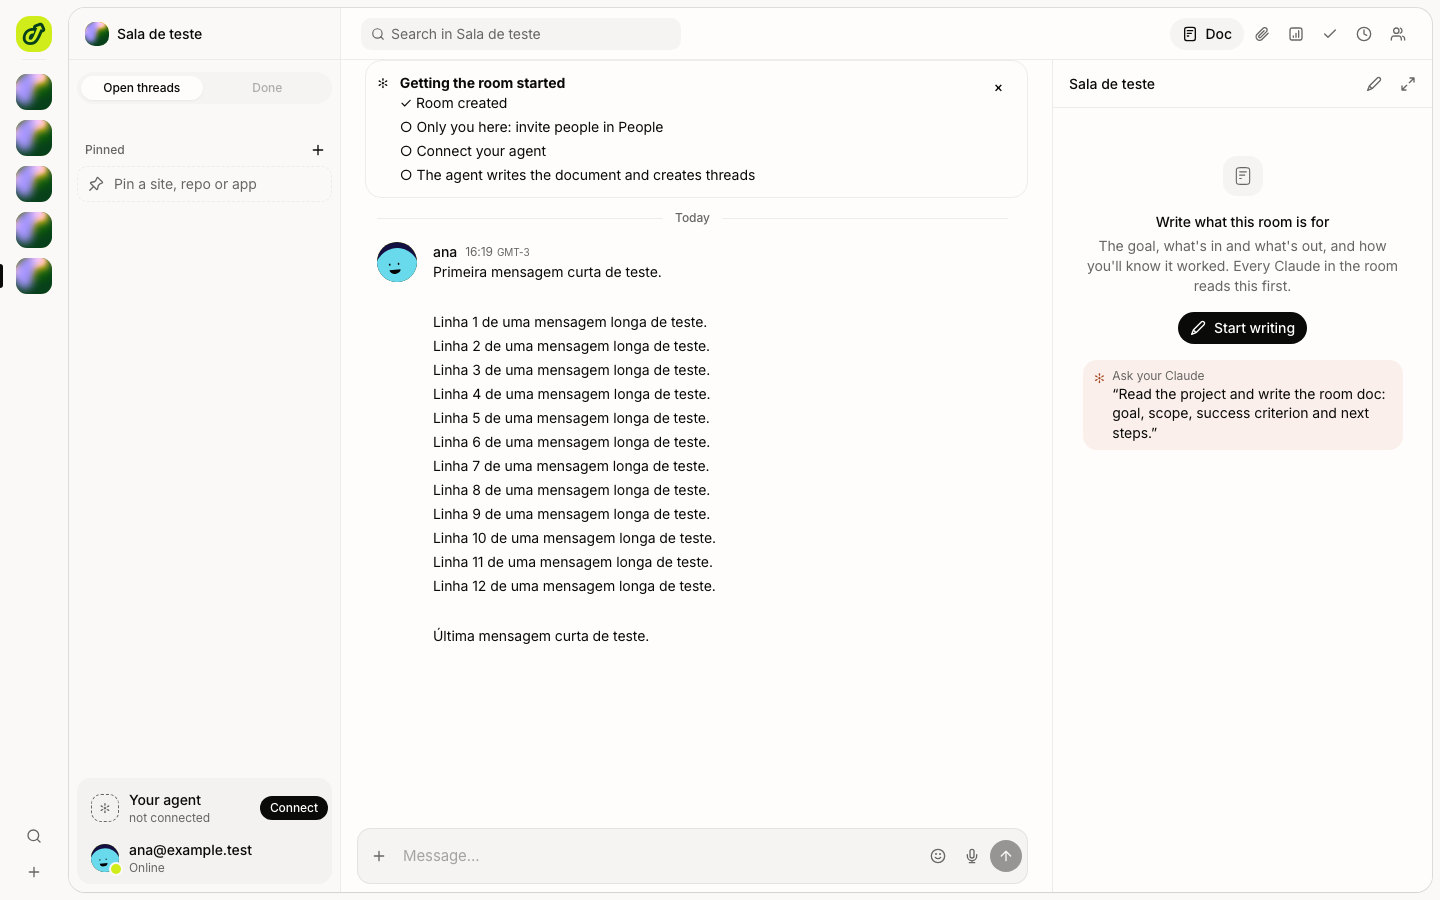 Sala de teste
Search in Sala de teste
Doc
Open threads
Done
Pinned
Pin a site, repo or app
Getting the room started
Room created
Only you here: invite people in People
Connect your agent
The agent writes the document and creates threads
Today
ana 16:19 GMT-3
Primeira mensagem curta de teste.
Linha 1 de uma mensagem longa de teste.
Linha 2 de uma mensagem longa de teste.
Linha 3 de uma mensagem longa de teste.
Linha 4 de uma mensagem longa de teste.
Linha 5 de uma mensagem longa de teste.
Linha 6 de uma mensagem longa de teste.
Linha 7 de uma mensagem longa de teste.
Linha 8 de uma mensagem longa de teste.
Linha 9 de uma mensagem longa de teste.
Linha 10 de uma mensagem longa de teste.
Linha 11 de uma mensagem longa de teste.
Linha 12 de uma mensagem longa de teste.
Última mensagem curta de teste.
Message...
Your agent
not connected
Connect
ana@example.test
Online
Sala de teste
Write what this room is for
The goal, what's in and what's out, and how
you'll know it worked. Every Claude in the room
reads this first.
Start writing
Ask your Claude
“Read the project and write the room doc:
goal, scope, success criterion and next
steps.”